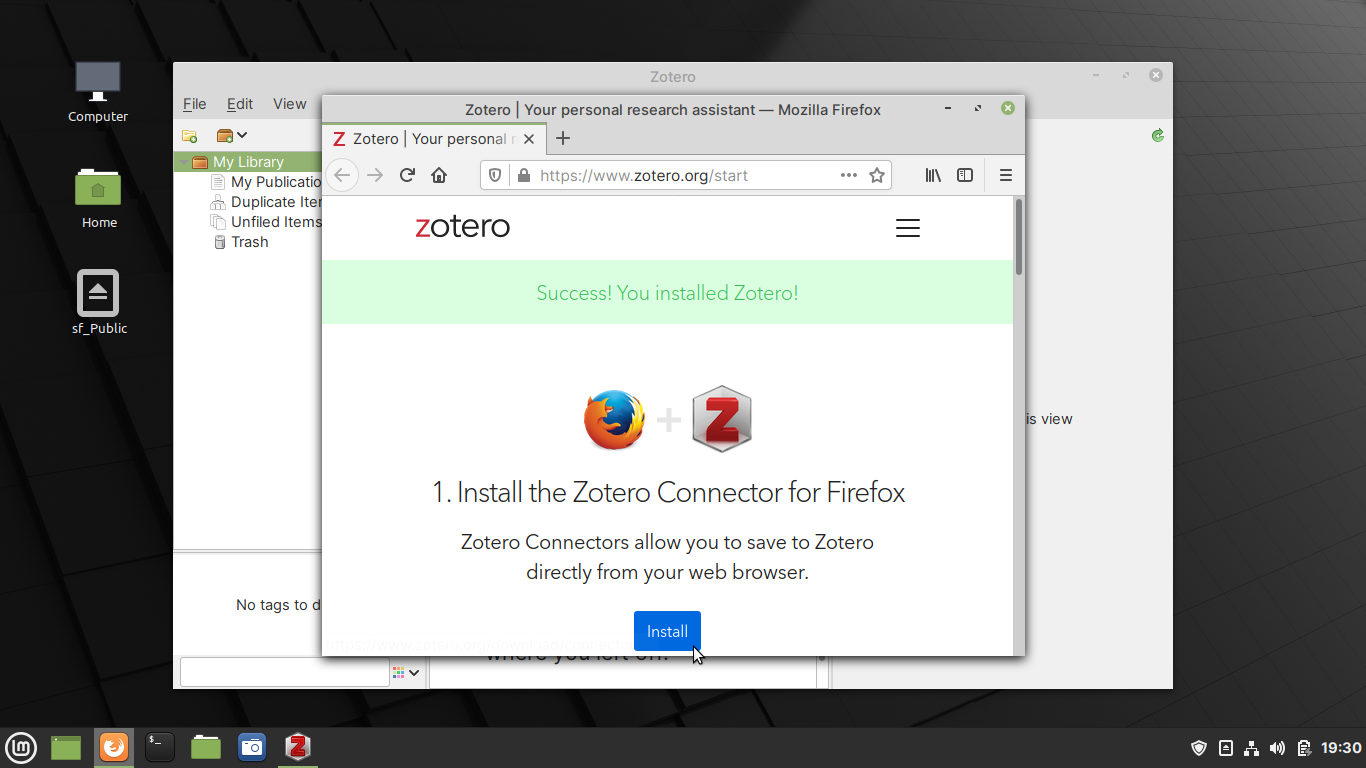 Computer
Home
sf_Public
Zotero
File Edit View
My Library
My Publicatio
Duplicate Iter
Unfiled Items
Trash
No tags to d
is view
where you left off.
Zotero | Your personal research assistant — Mozilla Firefox
Zotero | Your personal r
https://www.zotero.org/start
zotero
Success! You installed Zotero!
1. Install the Zotero Connector for Firefox
Zotero Connectors allow you to save to Zotero
directly from your web browser.
Install
19:30